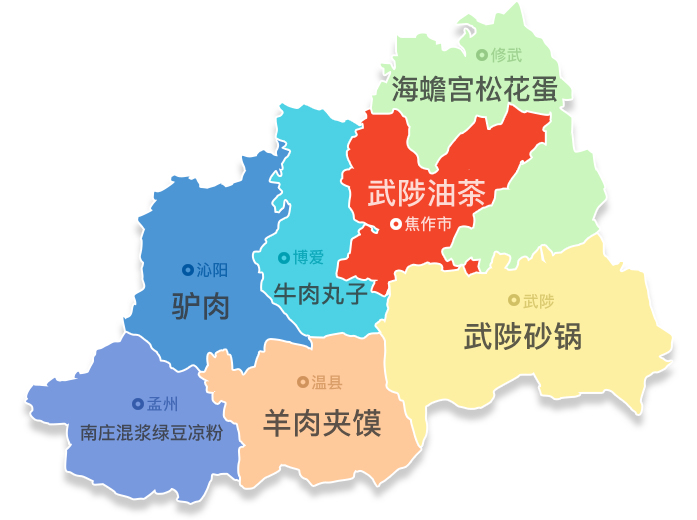 修武
海蟾宫松花蛋
武陟油茶
焦作市
博爱
牛肉丸子
沁阳
驴肉
武陟
武陟砂锅
温县
羊肉夹馍
孟州
南庄混浆绿豆凉粉